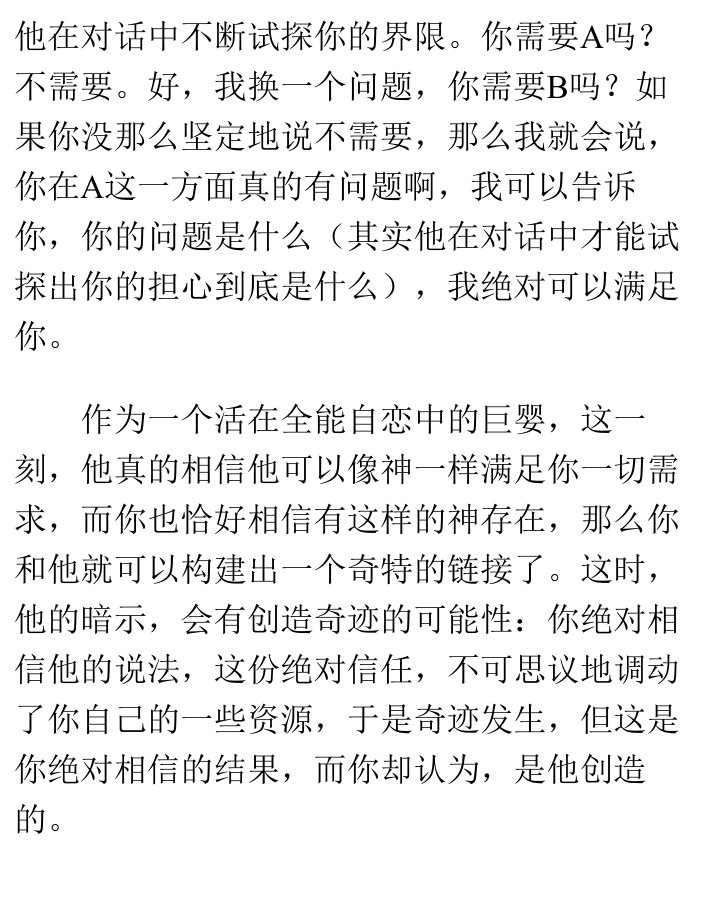 他在对话中不断试探你的界限。你需要A吗？
不需要。好，我换一个问题，你需要B吗？如
果你没那么坚定地说不需要，那么我就会说，
你在A这一方面真的有问题啊，我可以告诉
你，你的问题是什么（其实他在对话中才能试
探出你的担心到底是什么），我绝对可以满足
你。
作为一个活在全能自恋中的巨婴，这一
刻，他真的相信他可以像神一样满足你一切需
求，而你也恰好相信有这样的神存在，那么你
和他就可以构建出一个奇特的链接了。这时，
他的暗示，会有创造奇迹的可能性：你绝对相
信他的说法，这份绝对信任，不可思议地调动
了你自己的一些资源，于是奇迹发生，但这是
你绝对相信的结果，而你却认为，是他创造
的。